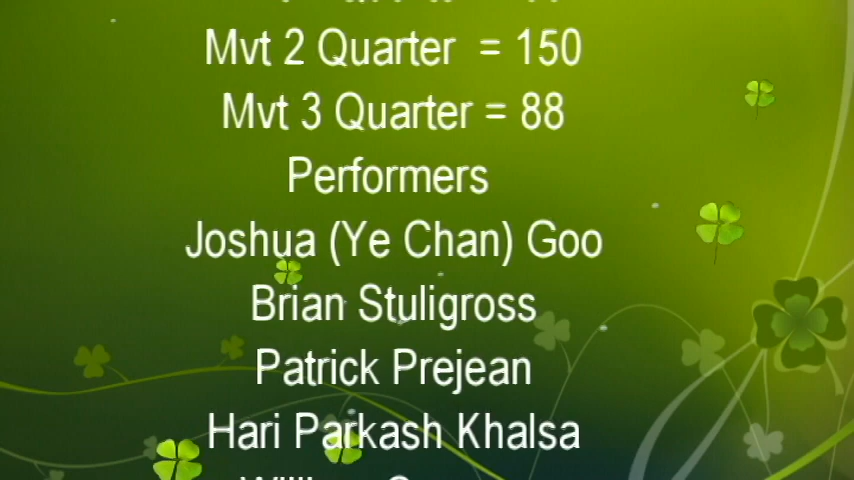 Mvt 2 Quarter = 150
Mvt 3 Quarter = 88
Performers
Joshua (Ye Chan) Goo
Brian Stuligross
Patrick Prejean
Hari Parkash Khalsa